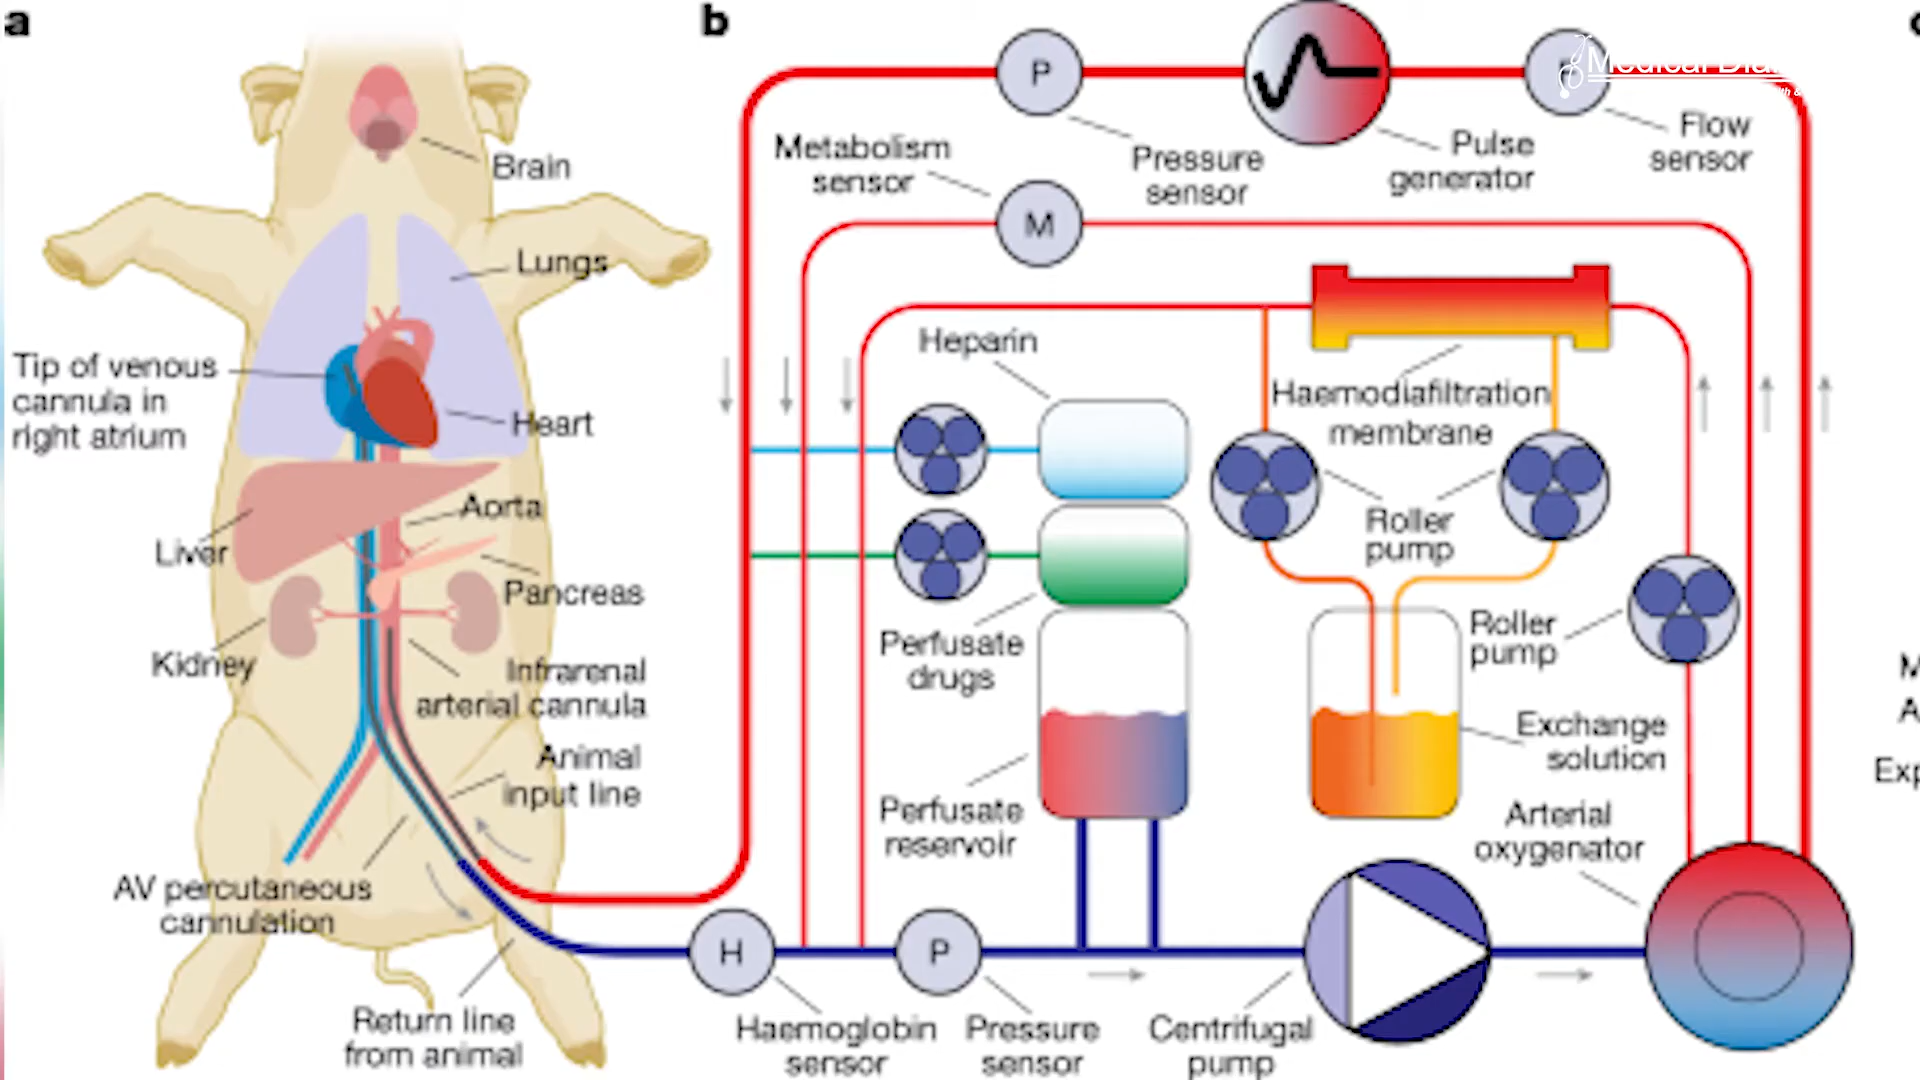 a
Brain
Lungs
Tip of venous
cannula in
right atrium
Heart
Aorta
Liver
Pancreas
Kidney
Infrarenal
arterial cannula
Animal
input line
AV percutaneous
cannulation
Return line
from animal
b
P
Medical
Flow
sensor
Pulse
generator
Pressure
sensor
Metabolism
sensor
M
Heparin
Haemodiafiltration
membrane
Roller
pump
Perfusate
drugs
Roller
pump
Exchange
solution
Perfusate
reservoir
Arterial
oxygenator
H
P
Haemoglobin
sensor
Pressure
sensor
Centrifugal
pump